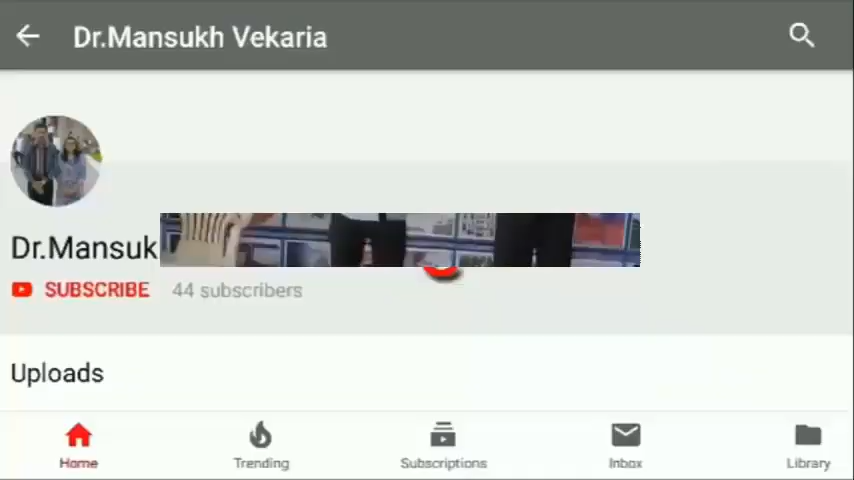 Dr.Mansukh Vekaria
Dr.Mansuk
SUBSCRIBE 44 subscribers
Uploads
Home Trending Subscriptions Inbox Library